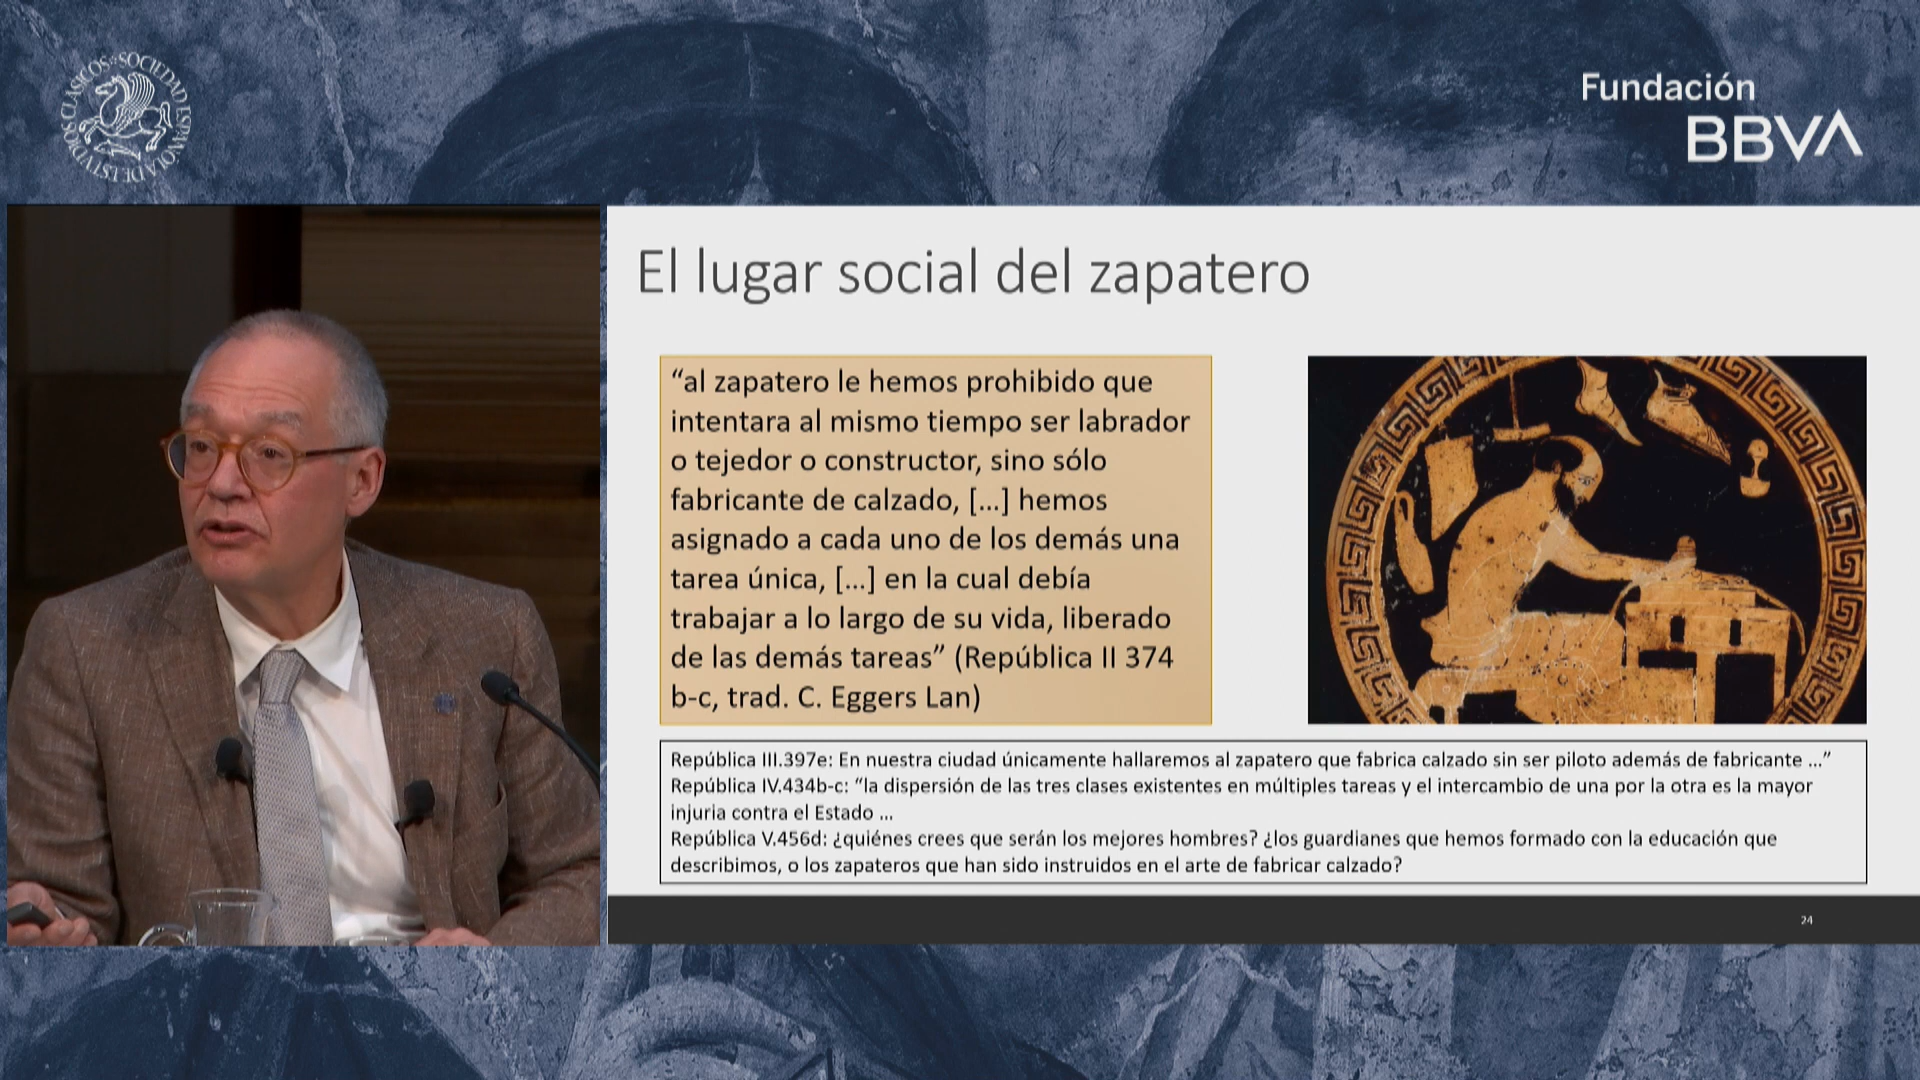 SOCIEDAD ESPAÑOLA DE ESTVDIOS CLASICOS
Fundación
BBVA
El lugar social del zapatero
“al zapatero le hemos prohibido que
intentara al mismo tiempo ser labrador
o tejedor o constructor, sino sólo
fabricante de calzado, [...] hemos
asignado a cada uno de los demás una
tarea única, [...] en la cual debía
trabajar a lo largo de su vida, liberado
de las demás tareas” (República II 374
b-c, trad. C. Eggers Lan)
República III.397e: En nuestra ciudad únicamente hallaremos al zapatero que fabrica calzado sin ser piloto además de fabricante ...”
República IV.434b-c: “la dispersión de las tres clases existentes en múltiples tareas y el intercambio de una por la otra es la mayor
injuria contra el Estado ...
República V.456d: ¿quiénes crees que serán los mejores hombres? ¿los guardianes que hemos formado con la educación que
describimos, o los zapateros que han sido instruidos en el arte de fabricar calzado?
24